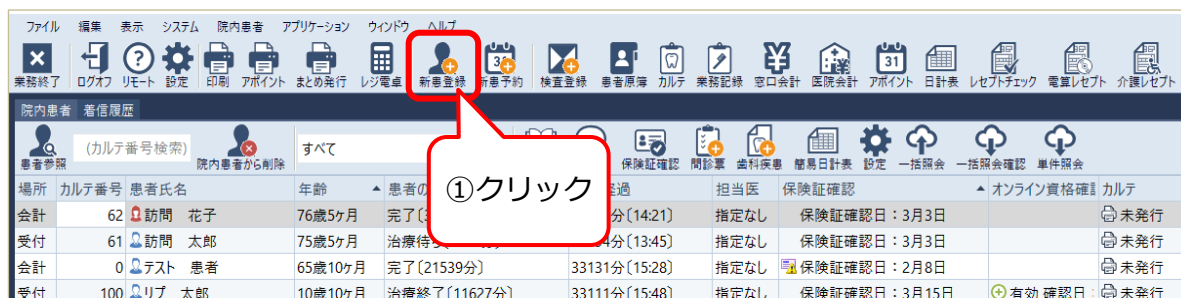 ファイル 編集 表示 システム 院内患者 アプリケーション ウィンドウ ヘルプ
業務終了 ログオフ リモート 設定 印刷 アポイント まとめ発行 レジ電卓 新患登録 新患予約 検査登録 患者原簿 カルテ 業務記録 窓口会計 医院会計 アポイント 日計表 レセプトチェック 電算レセプト 介護レセプト
院内患者 着信履歴
(カルテ番号検索) すべて
患者参照 院内患者から削除 保険証確認 問診票 歯科疾患 簡易日計表 設定 一括照会 一括照会確認 単件照会
①クリック
場所 カルテ番号 患者氏名 年齢 患者の 経過 担当医 保険証確認 オンライン資格確認 カルテ
会計 62 訪問 花子 76歳5ヶ月 完了 分(14:21) 指定なし 保険証確認日:3月3日 未発行
受付 61 訪問 太郎 75歳5ヶ月 治療待ち 分(13:45) 指定なし 保険証確認日:3月3日 未発行
会計 0 テスト 患者 65歳10ヶ月 完了(21539分) 33131分(15:28) 指定なし 保険証確認日:2月8日 未発行
受付 100 リプ 太郎 10歳10ヶ月 治療終了(11627分) 33111分(15:48) 指定なし 保険証確認日:3月15日 有効 確認日: 未発行